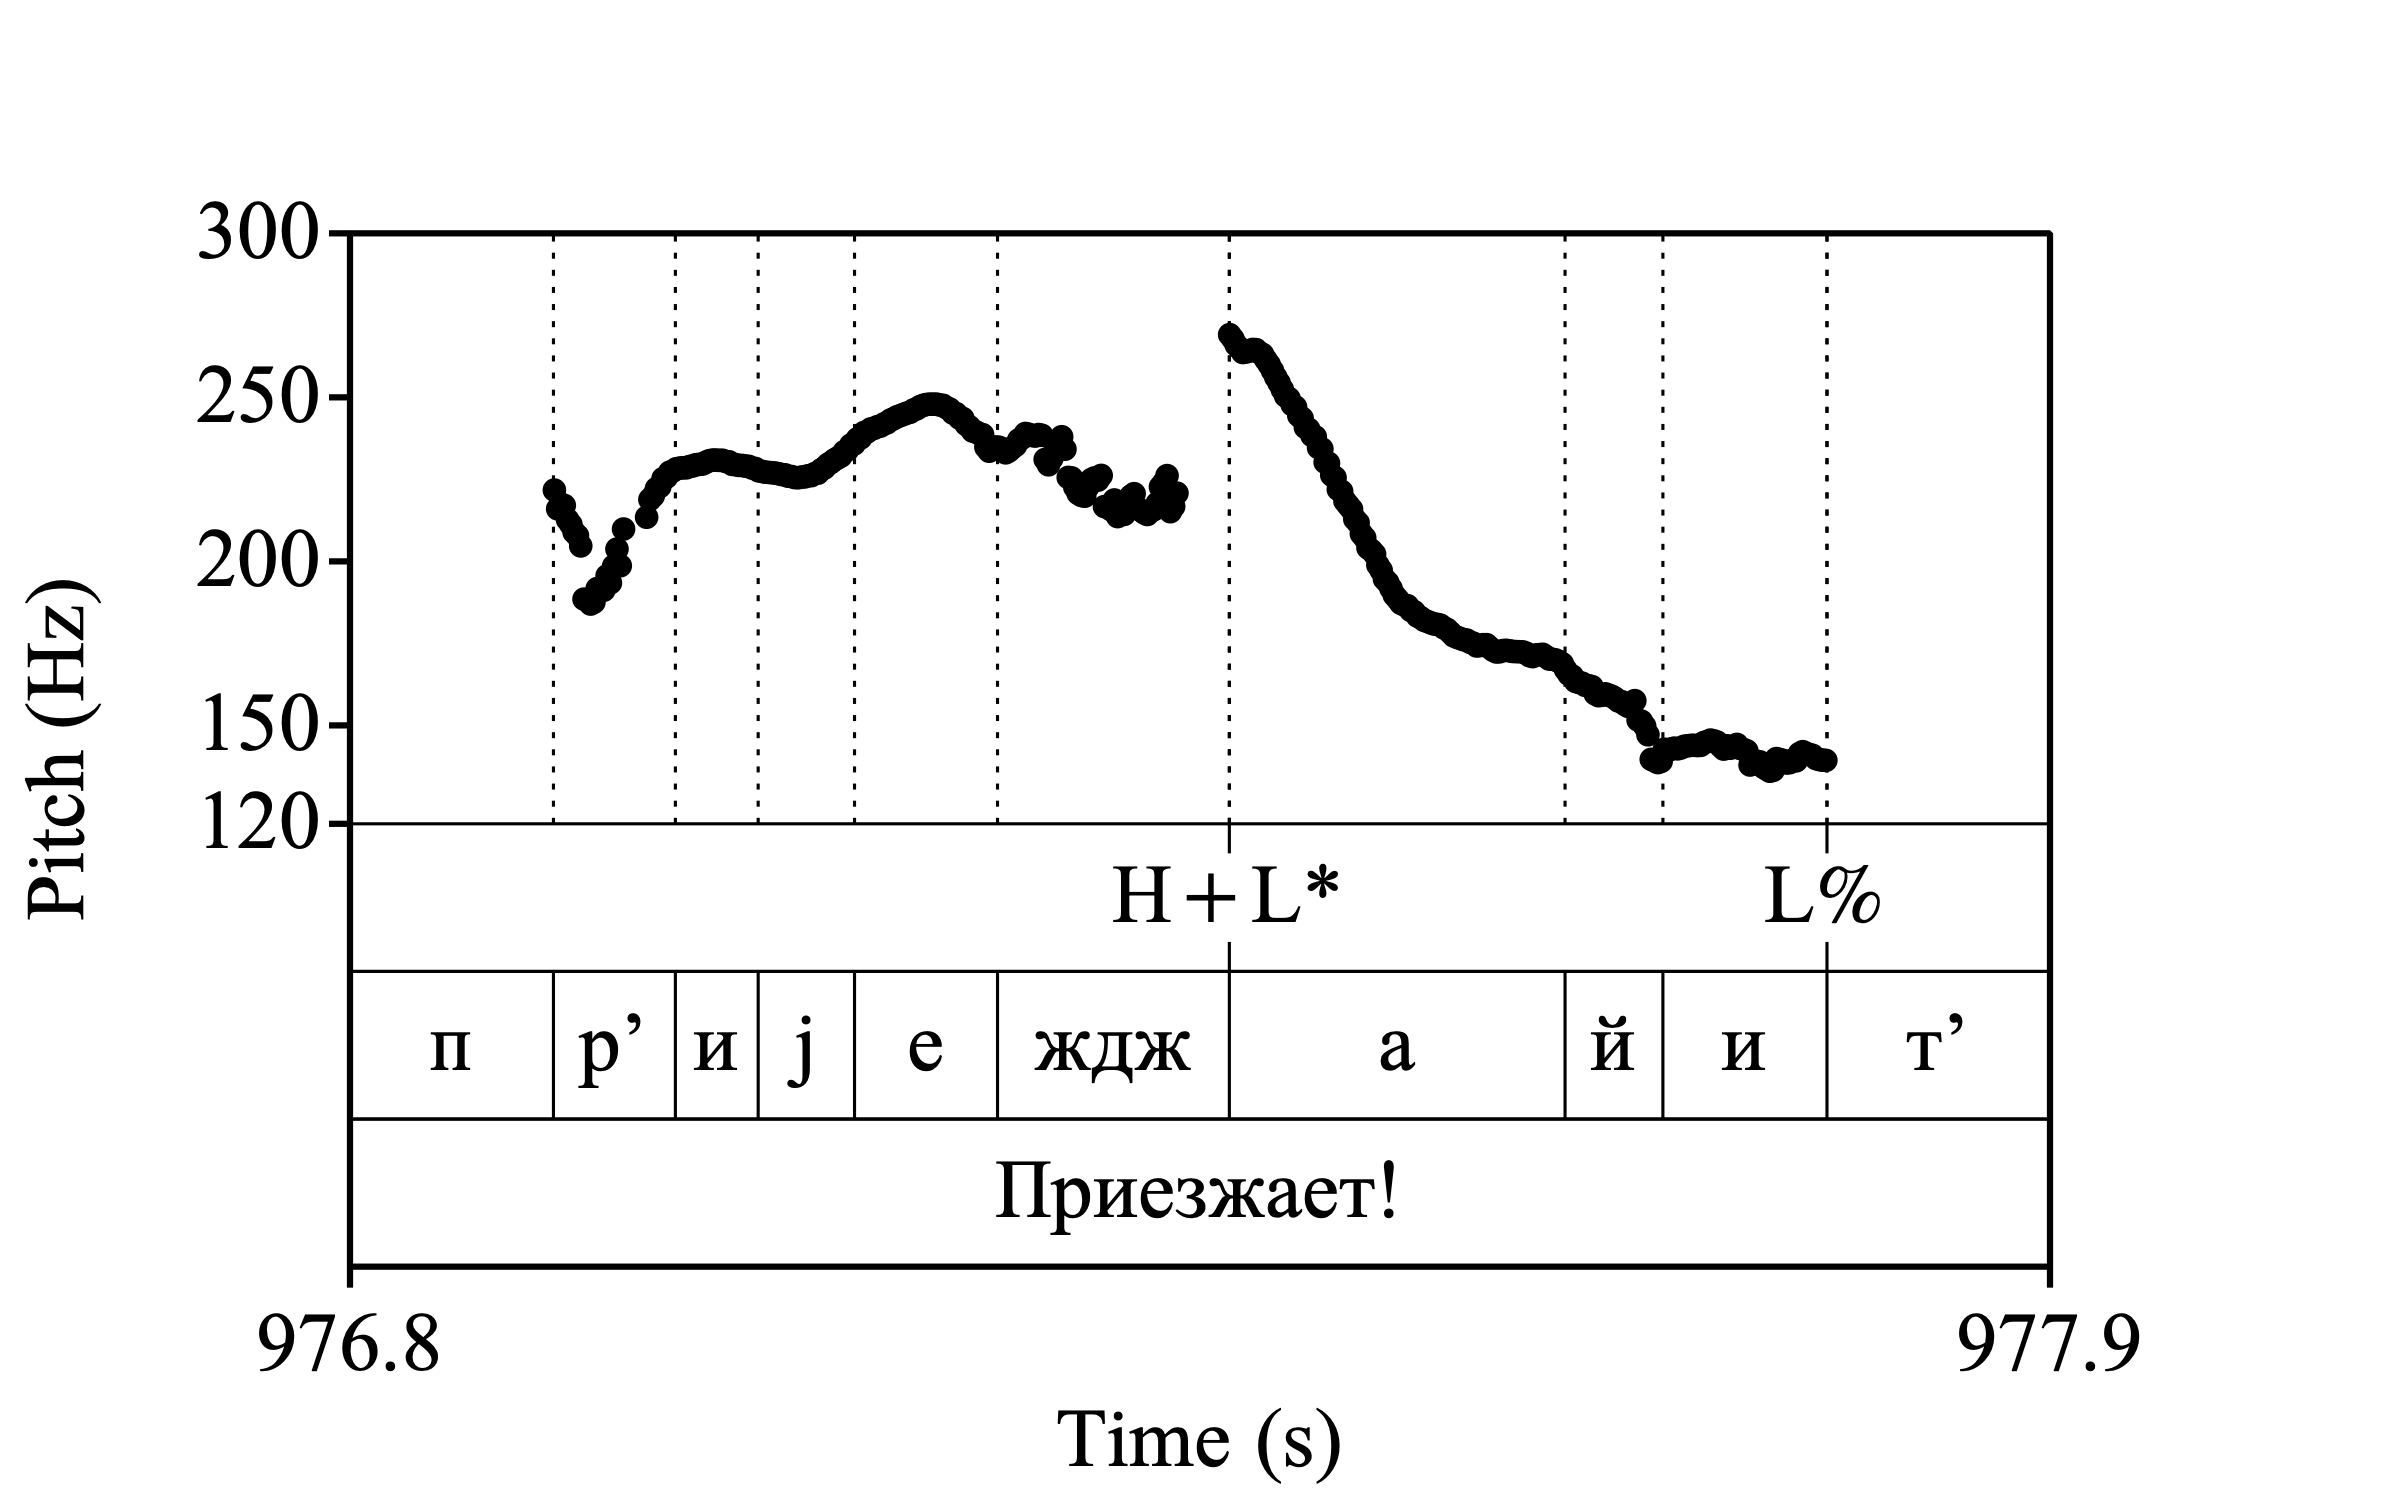 300
250
200
150
120
Pitch (Hz)
H+L* L%
п р’ и j е ждж а й и т’
Приезжает!
976.8 977.9
Time (s)